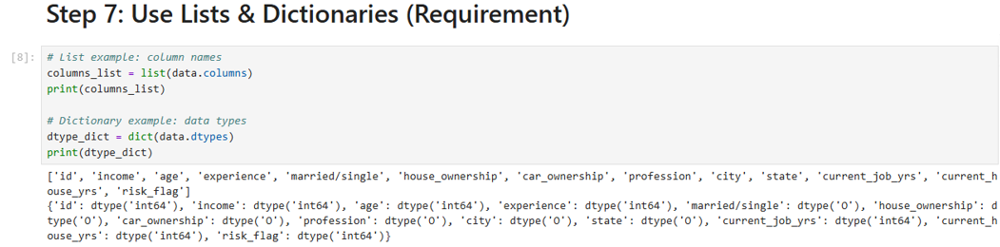 Step 7: Use Lists & Dictionaries (Requirement)
[8]:
# List example: column names
columns_list = list(data.columns)
print(columns_list)
# Dictionary example: data types
dtype_dict = dict(data.dtypes)
print(dtype_dict)
['id', 'income', 'age', 'experience', 'married/single', 'house_ownership', 'car_ownership', 'profession', 'city', 'state', 'current_job_yrs', 'current_h
ouse_yrs', 'risk_flag']
{'id': dtype('int64'), 'income': dtype('int64'), 'age': dtype('int64'), 'experience': dtype('int64'), 'married/single': dtype('O'), 'house_ownership': d
type('O'), 'car_ownership': dtype('O'), 'profession': dtype('O'), 'city': dtype('O'), 'state': dtype('O'), 'current_job_yrs': dtype('int64'), 'current_h
ouse_yrs': dtype('int64'), 'risk_flag': dtype('int64')}